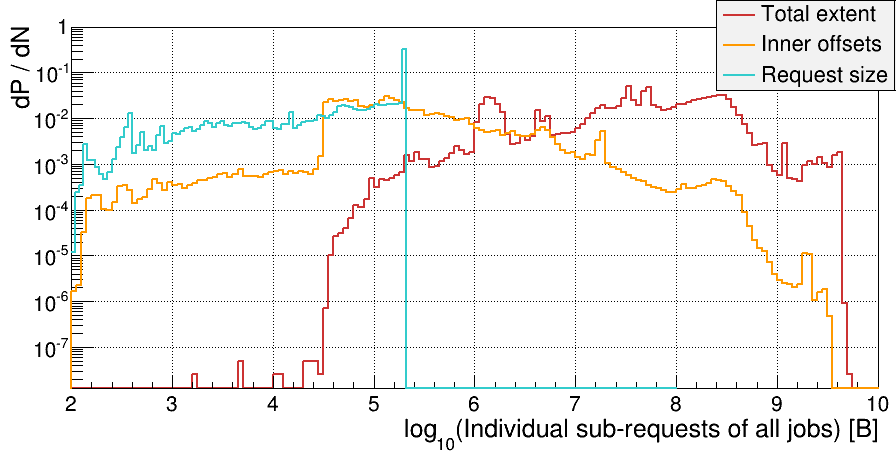 Total extent
Inner offsets
Request size
dP / dN
1
10^-1
10^-2
10^-3
10^-4
10^-5
10^-6
10^-7
2 3 4 5 6 7 8 9 10
log_10(Individual sub-requests of all jobs) [B]